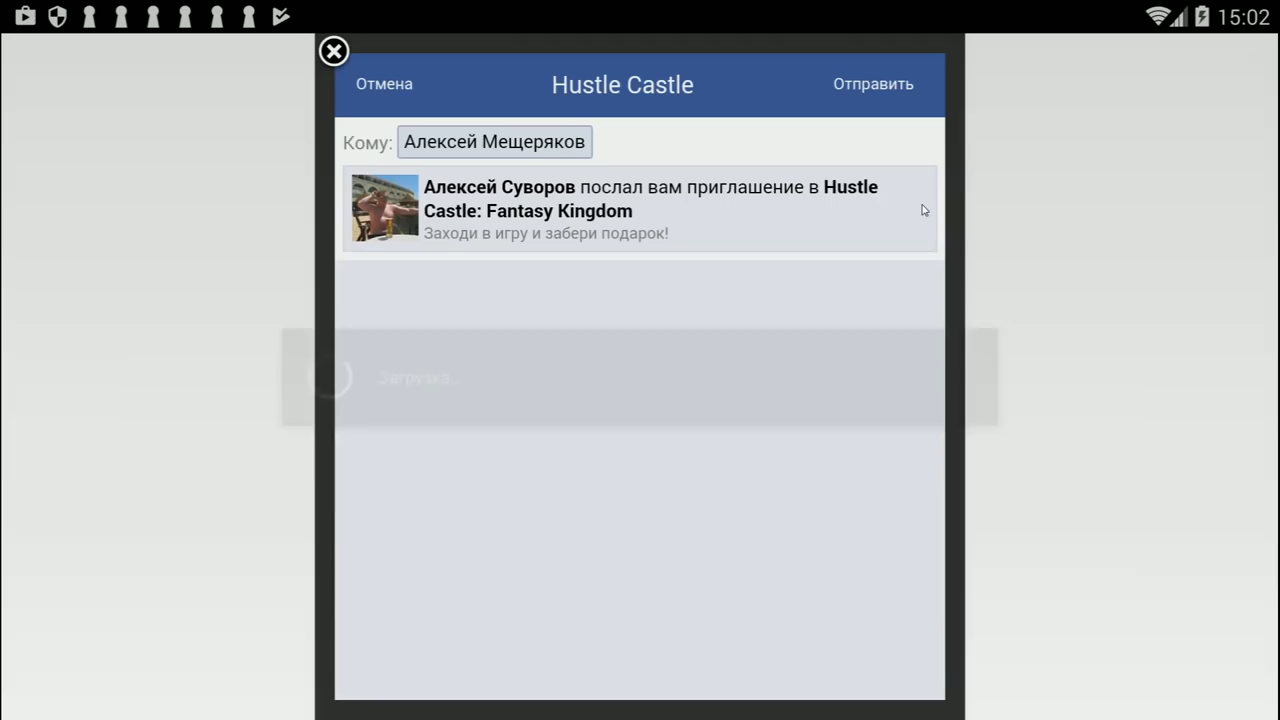 15:02
Отмена Hustle Castle Отправить
Кому: Алексей Мещеряков
Алексей Суворов послал вам приглашение в Hustle
Castle: Fantasy Kingdom
Заходи в игру и забери подарок!
Загрузка...